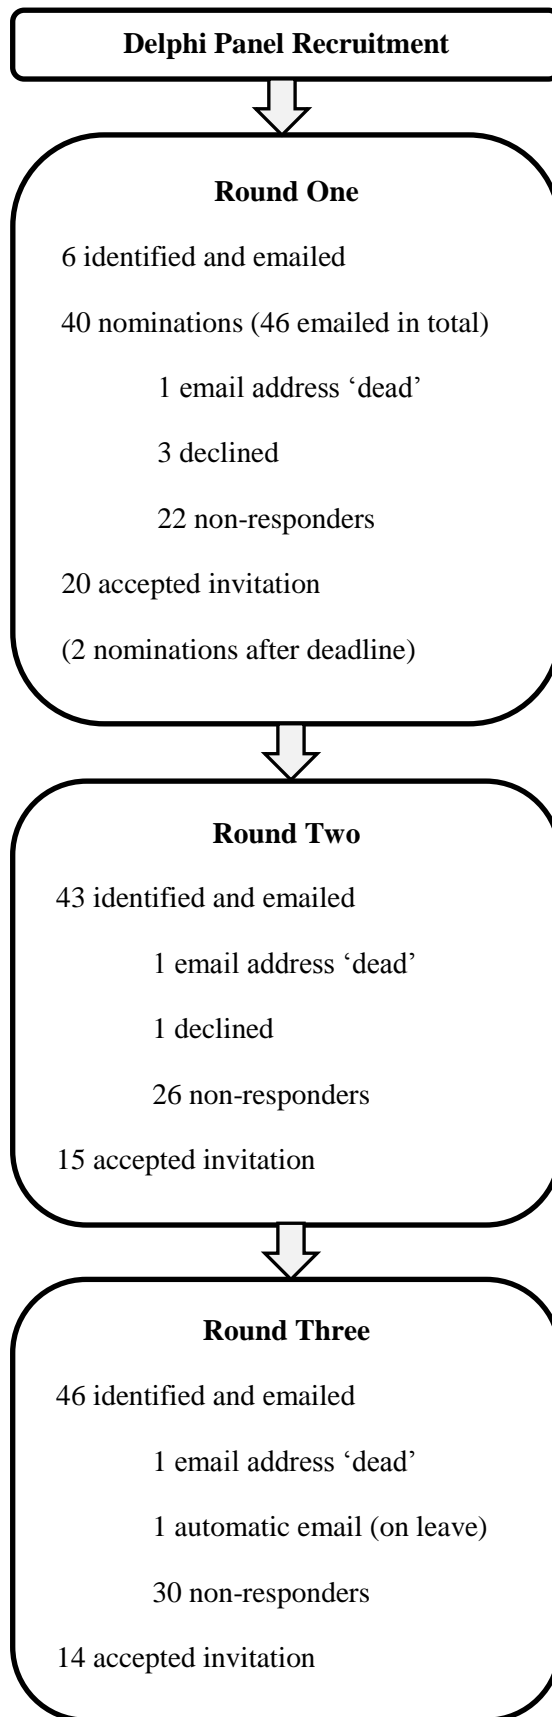 Delphi Panel Recruitment
Round One
6 identified and emailed
40 nominations (46 emailed in total)
1 email address ‘dead’
3 declined
22 non-responders
20 accepted invitation
(2 nominations after deadline)
Round Two
43 identified and emailed
1 email address ‘dead’
1 declined
26 non-responders
15 accepted invitation
Round Three
46 identified and emailed
1 email address ‘dead’
1 automatic email (on leave)
30 non-responders
14 accepted invitation